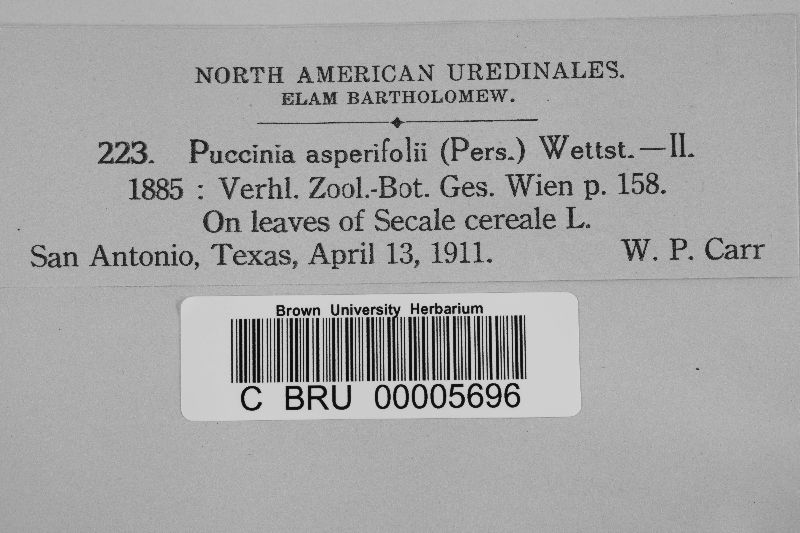 NORTH AMERICAN UREDINALES.
ELAM BARTHOLOMEW.
223. Puccinia asperifolii (Pers.) Wettst.—II.
1885 : Verhl. Zool.-Bot. Ges. Wien p. 158.
On leaves of Secale cereale L.
San Antonio, Texas, April 13, 1911. W. P. Carr
Brown University Herbarium
C BRU 00005696